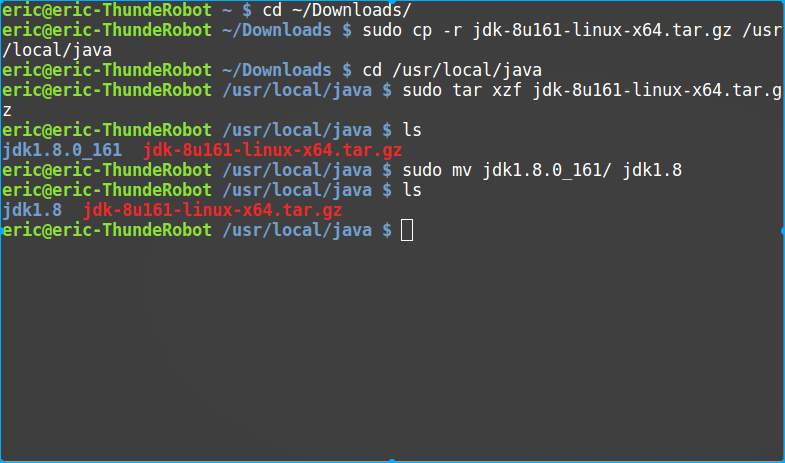 eric@eric-ThundeRobot ~ $ cd ~/Downloads/
eric@eric-ThundeRobot ~/Downloads $ sudo cp -r jdk-8u161-linux-x64.tar.gz /usr
/local/java
eric@eric-ThundeRobot ~/Downloads $ cd /usr/local/java
eric@eric-ThundeRobot /usr/local/java $ sudo tar xzf jdk-8u161-linux-x64.tar.g
z
eric@eric-ThundeRobot /usr/local/java $ ls
jdk1.8.0_161  jdk-8u161-linux-x64.tar.gz
eric@eric-ThundeRobot /usr/local/java $ sudo mv jdk1.8.0_161/ jdk1.8
eric@eric-ThundeRobot /usr/local/java $ ls
jdk1.8  jdk-8u161-linux-x64.tar.gz
eric@eric-ThundeRobot /usr/local/java $